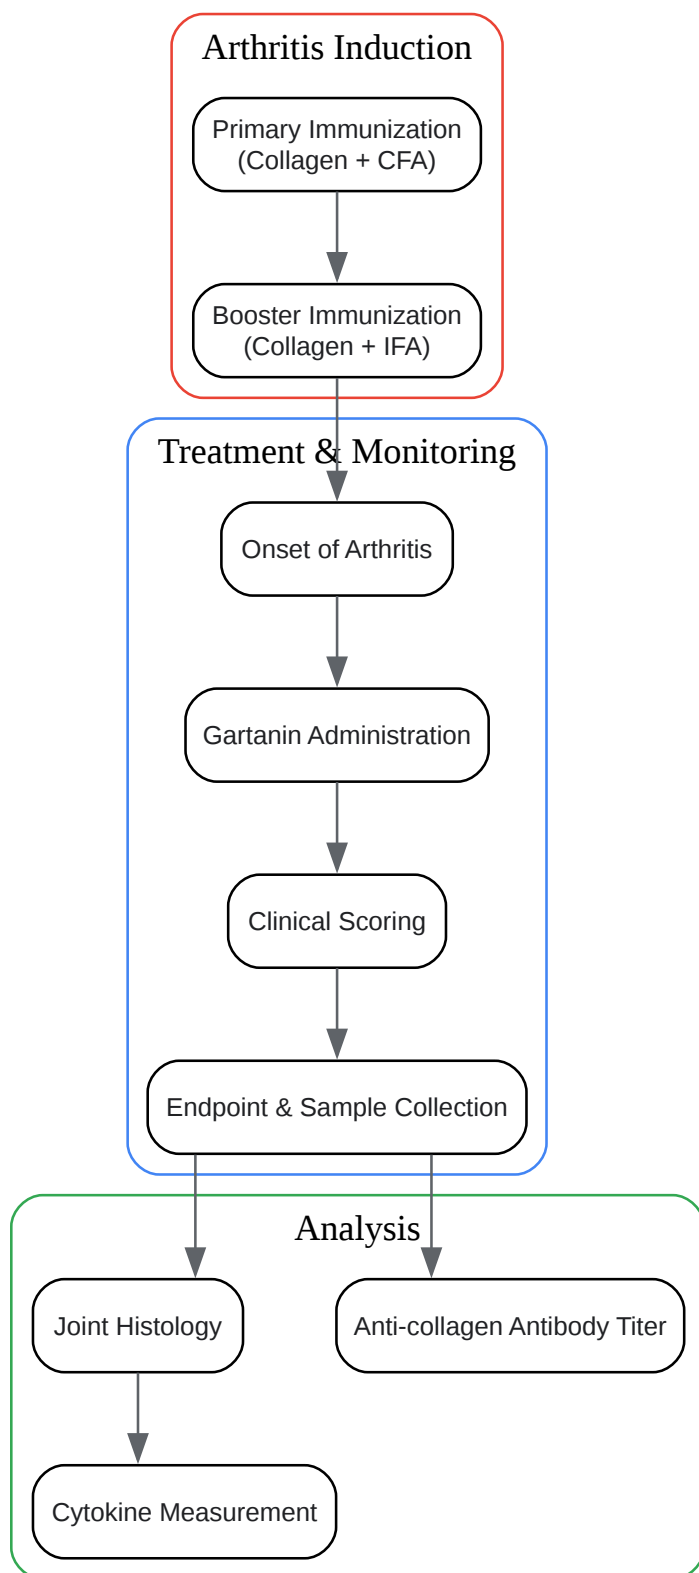 Arthritis Induction
Primary Immunization
(Collagen + CFA)
Booster Immunization
(Collagen + IFA)
Treatment & Monitoring
Onset of Arthritis
Gartanin Administration
Clinical Scoring
Endpoint & Sample Collection
Analysis
Joint Histology
Anti-collagen Antibody Titer
Cytokine Measurement